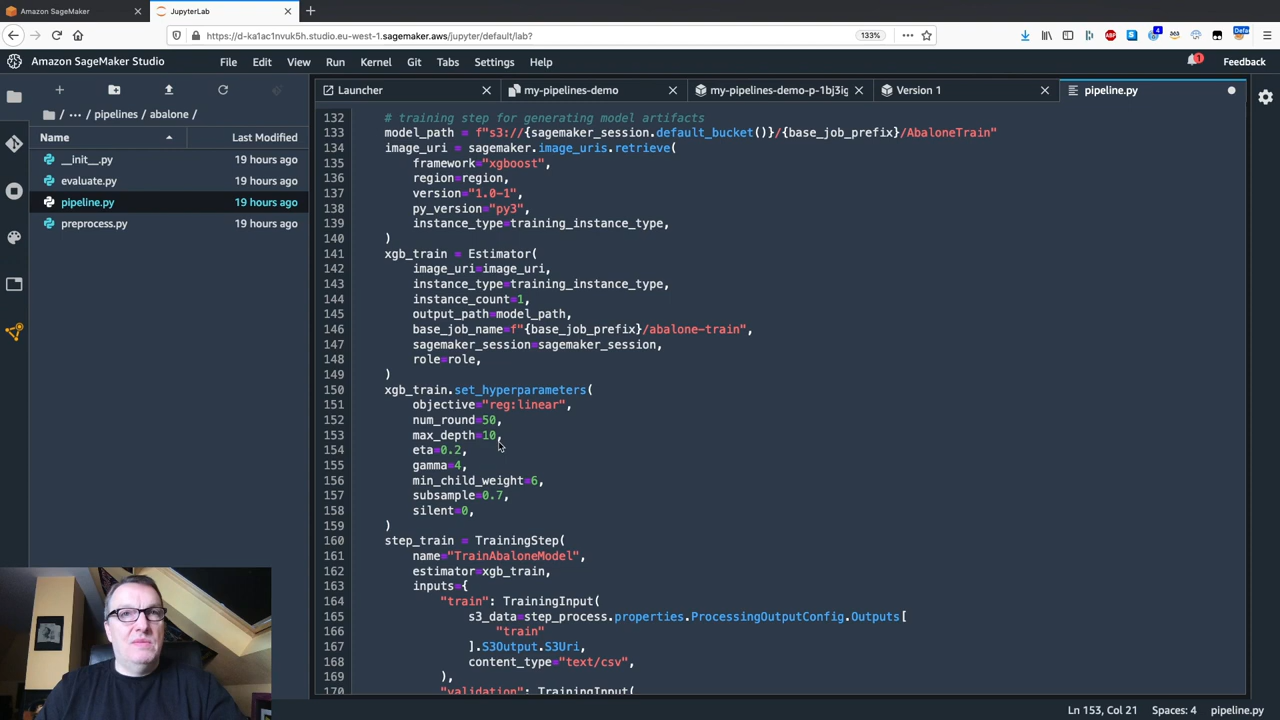 Amazon SageMaker
JupyterLab
https://d-ka1ac1nvuk5h.studio.eu-west-1.sagemaker.aws/jupyter/default/lab?
133%
Amazon SageMaker Studio
File Edit View Run Kernel Git Tabs Settings Help
1
Feedback
/ ··· / pipelines / abalone /
Name Last Modified
__init__.py 19 hours ago
evaluate.py 19 hours ago
pipeline.py 19 hours ago
preprocess.py 19 hours ago
Launcher
my-pipelines-demo
my-pipelines-demo-p-1bj3ig
Version 1
pipeline.py
132 # training step for generating model artifacts
133 model_path = f"s3://{sagemaker_session.default_bucket()}/{base_job_prefix}/AbaloneTrain"
134 image_uri = sagemaker.image_uris.retrieve(
135 framework="xgboost",
136 region=region,
137 version="1.0-1",
138 py_version="py3",
139 instance_type=training_instance_type,
140 )
141 xgb_train = Estimator(
142 image_uri=image_uri,
143 instance_type=training_instance_type,
144 instance_count=1,
145 output_path=model_path,
146 base_job_name=f"{base_job_prefix}/abalone-train",
147 sagemaker_session=sagemaker_session,
148 role=role,
149 )
150 xgb_train.set_hyperparameters(
151 objective="reg:linear",
152 num_round=50,
153 max_depth=10,
154 eta=0.2,
155 gamma=4,
156 min_child_weight=6,
157 subsample=0.7,
158 silent=0,
159 )
160 step_train = TrainingStep(
161 name="TrainAbaloneModel",
162 estimator=xgb_train,
163 inputs={
164 "train": TrainingInput(
165 s3_data=step_process.properties.ProcessingOutputConfig.Outputs[
166 "train"
167 ].S3Output.S3Uri,
168 content_type="text/csv",
169 ),
170 "validation": TrainingInput(
Ln 153, Col 21 Spaces: 4 pipeline.py